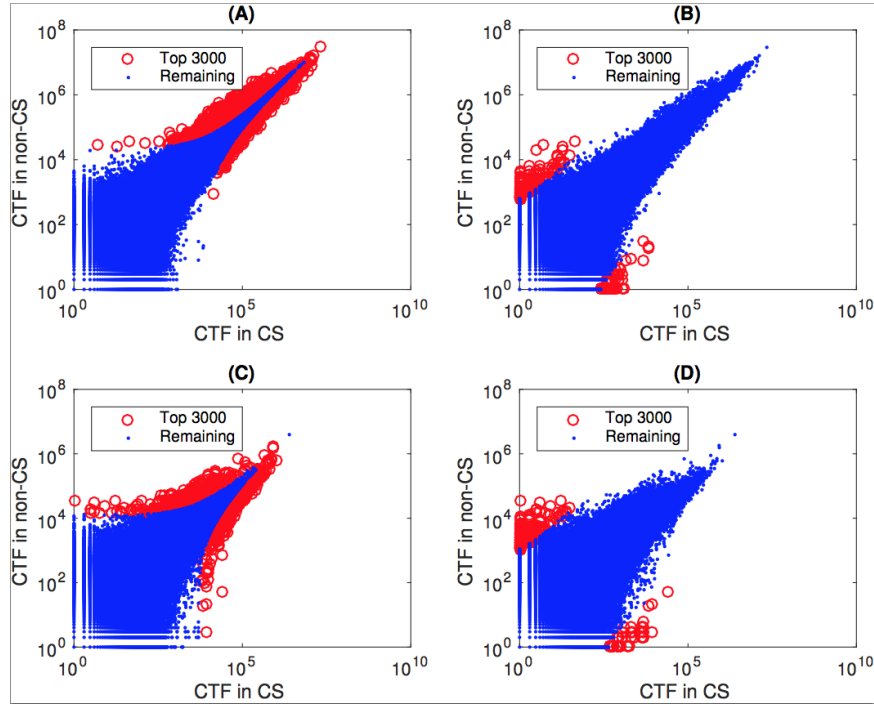 (A)
10^8
10^6
10^4
10^2
10^0
CTF in non-CS
Top 3000
Remaining
10^0
10^5
10^10
CTF in CS
(B)
10^8
10^6
10^4
10^2
10^0
CTF in non-CS
Top 3000
Remaining
10^0
10^5
10^10
CTF in CS
(C)
10^8
10^6
10^4
10^2
10^0
CTF in non-CS
Top 3000
Remaining
10^0
10^5
10^10
CTF in CS
(D)
10^8
10^6
10^4
10^2
10^0
CTF in non-CS
Top 3000
Remaining
10^0
10^5
10^10
CTF in CS